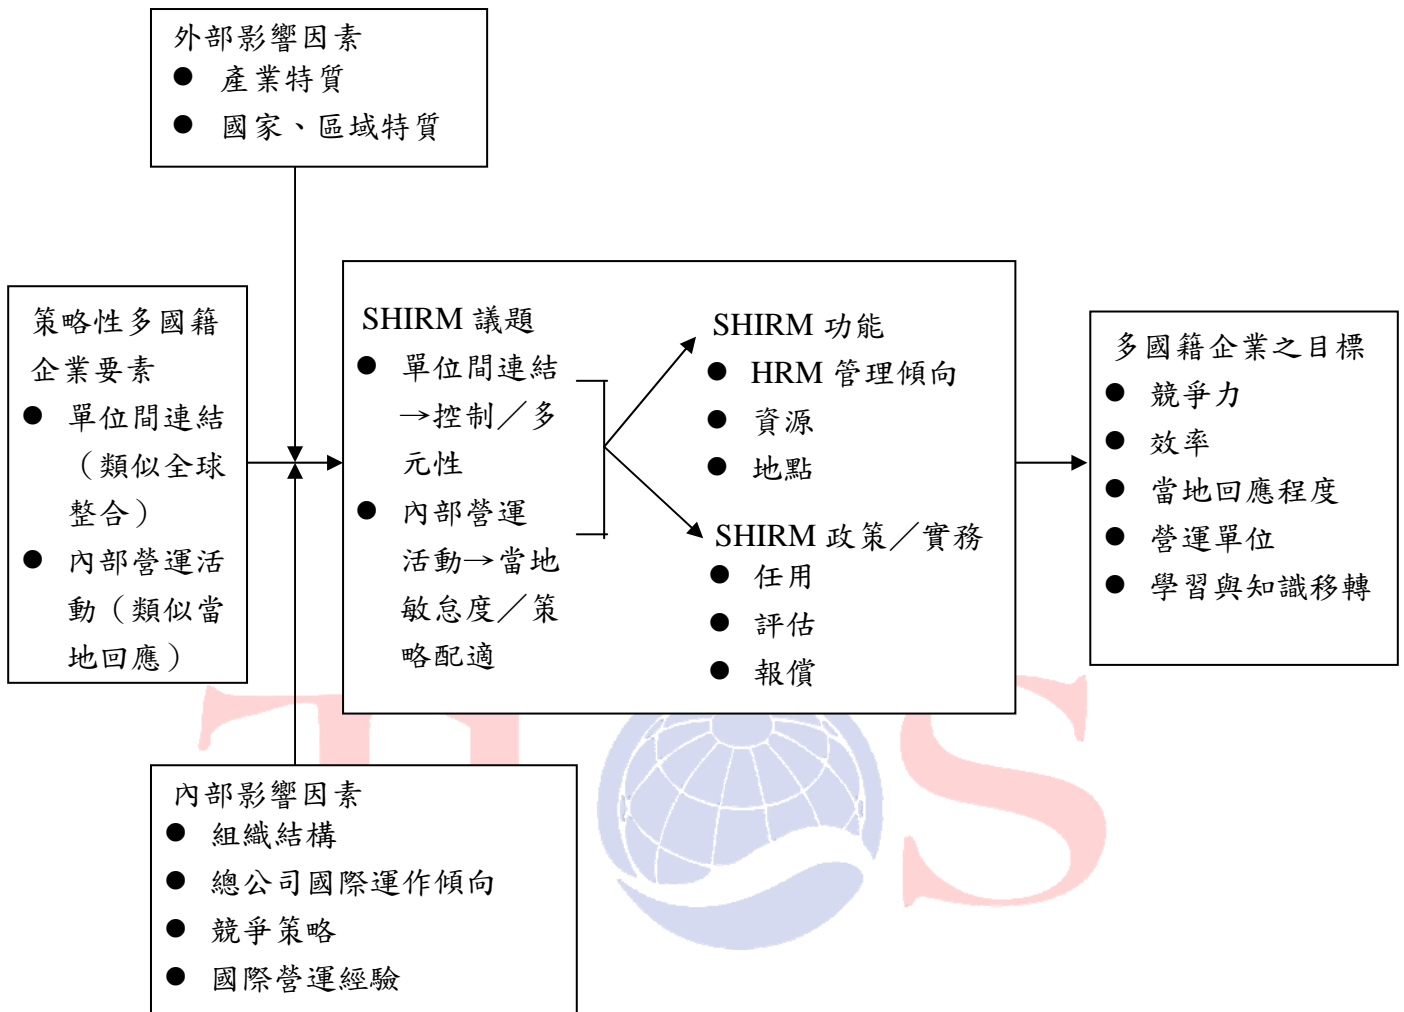 外部影響因素
● 產業特質
● 國家、區域特質
策略性多國籍
企業要素
● 單位間連結
（類似全球
整合）
● 內部營運活
動（類似當
地回應）
SHIRM 議題
● 單位間連結
→控制／多
元性
● 內部營運
活動→當地
敏怠度／策
略配適
SHIRM 功能
● HRM 管理傾向
● 資源
● 地點
SHIRM 政策／實務
● 任用
● 評估
● 報償
多國籍企業之目標
● 競爭力
● 效率
● 當地回應程度
● 營運單位
● 學習與知識移轉
內部影響因素
● 組織結構
● 總公司國際運作傾向
● 競爭策略
● 國際營運經驗